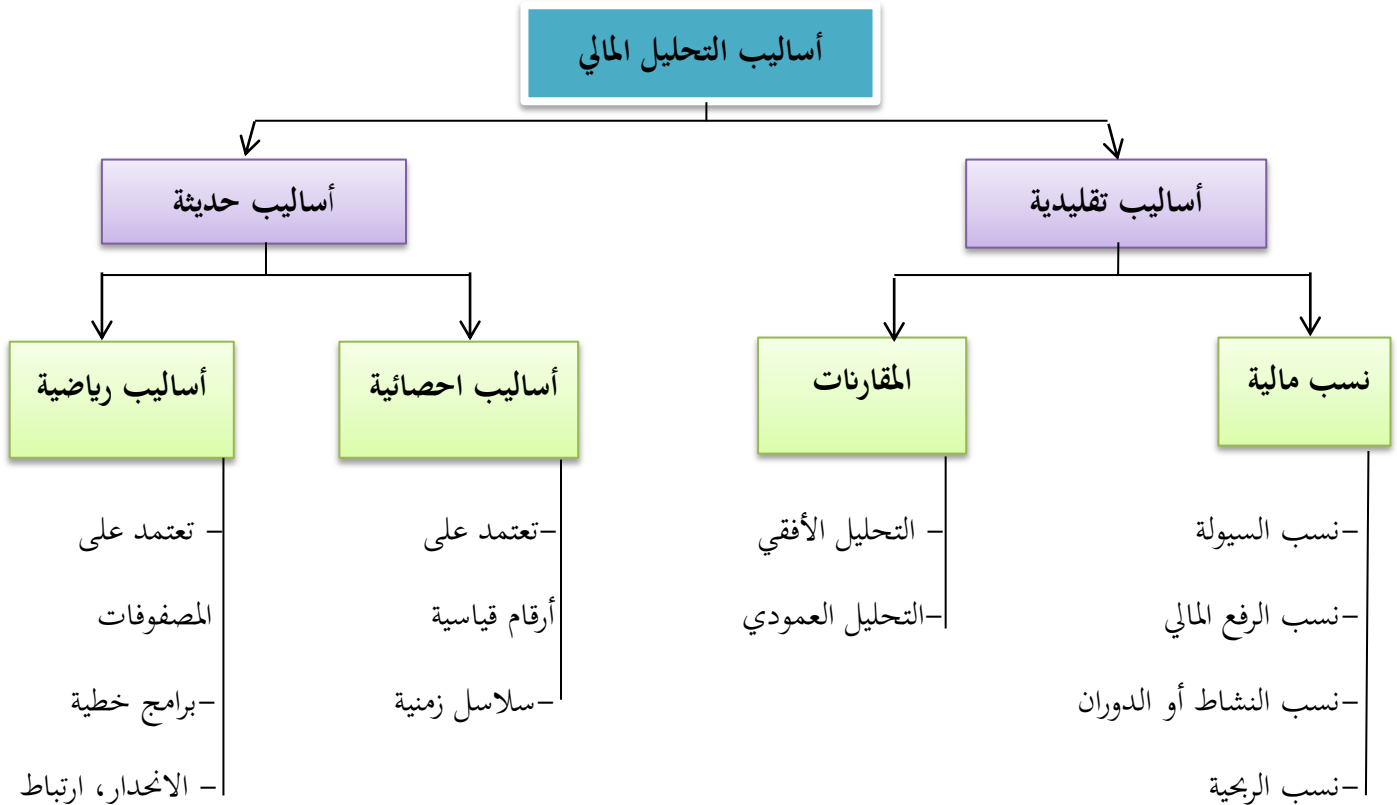 أساليب التحليل المالي
أساليب تقليدية
أساليب حديثة
نسب مالية
المقارنات
أساليب احصائية
أساليب رياضية
-نسب السيولة
-نسب الرفع المالي
-نسب النشاط أو الدوران
-نسب الربحية
- التحليل الأفقي
-التحليل العمودي
-تعتمد على
أرقام قياسية
-سلاسل زمنية
- تعتمد على
المصفوفات
-برامج خطية
- الانحدار، ارتباط